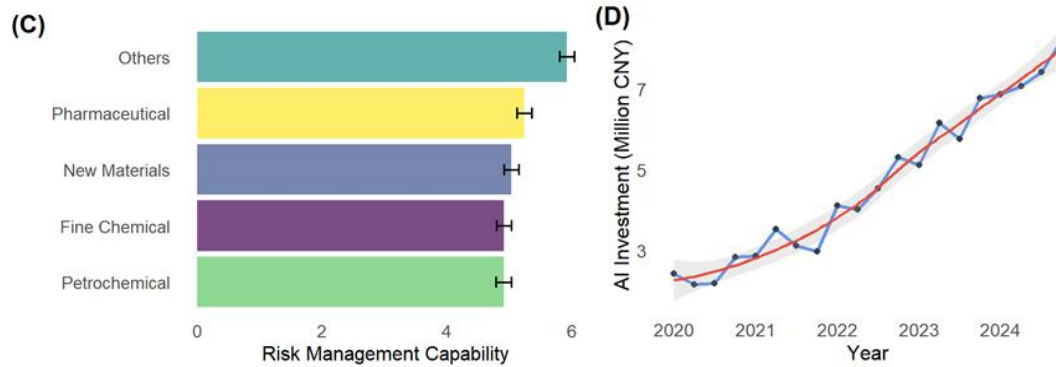 (C)
Others
Pharmaceutical
New Materials
Fine Chemical
Petrochemical
0 2 4 6
Risk Management Capability
(D)
AI Investment (Million CNY)
7
5
3
2020 2021 2022 2023 2024
Year